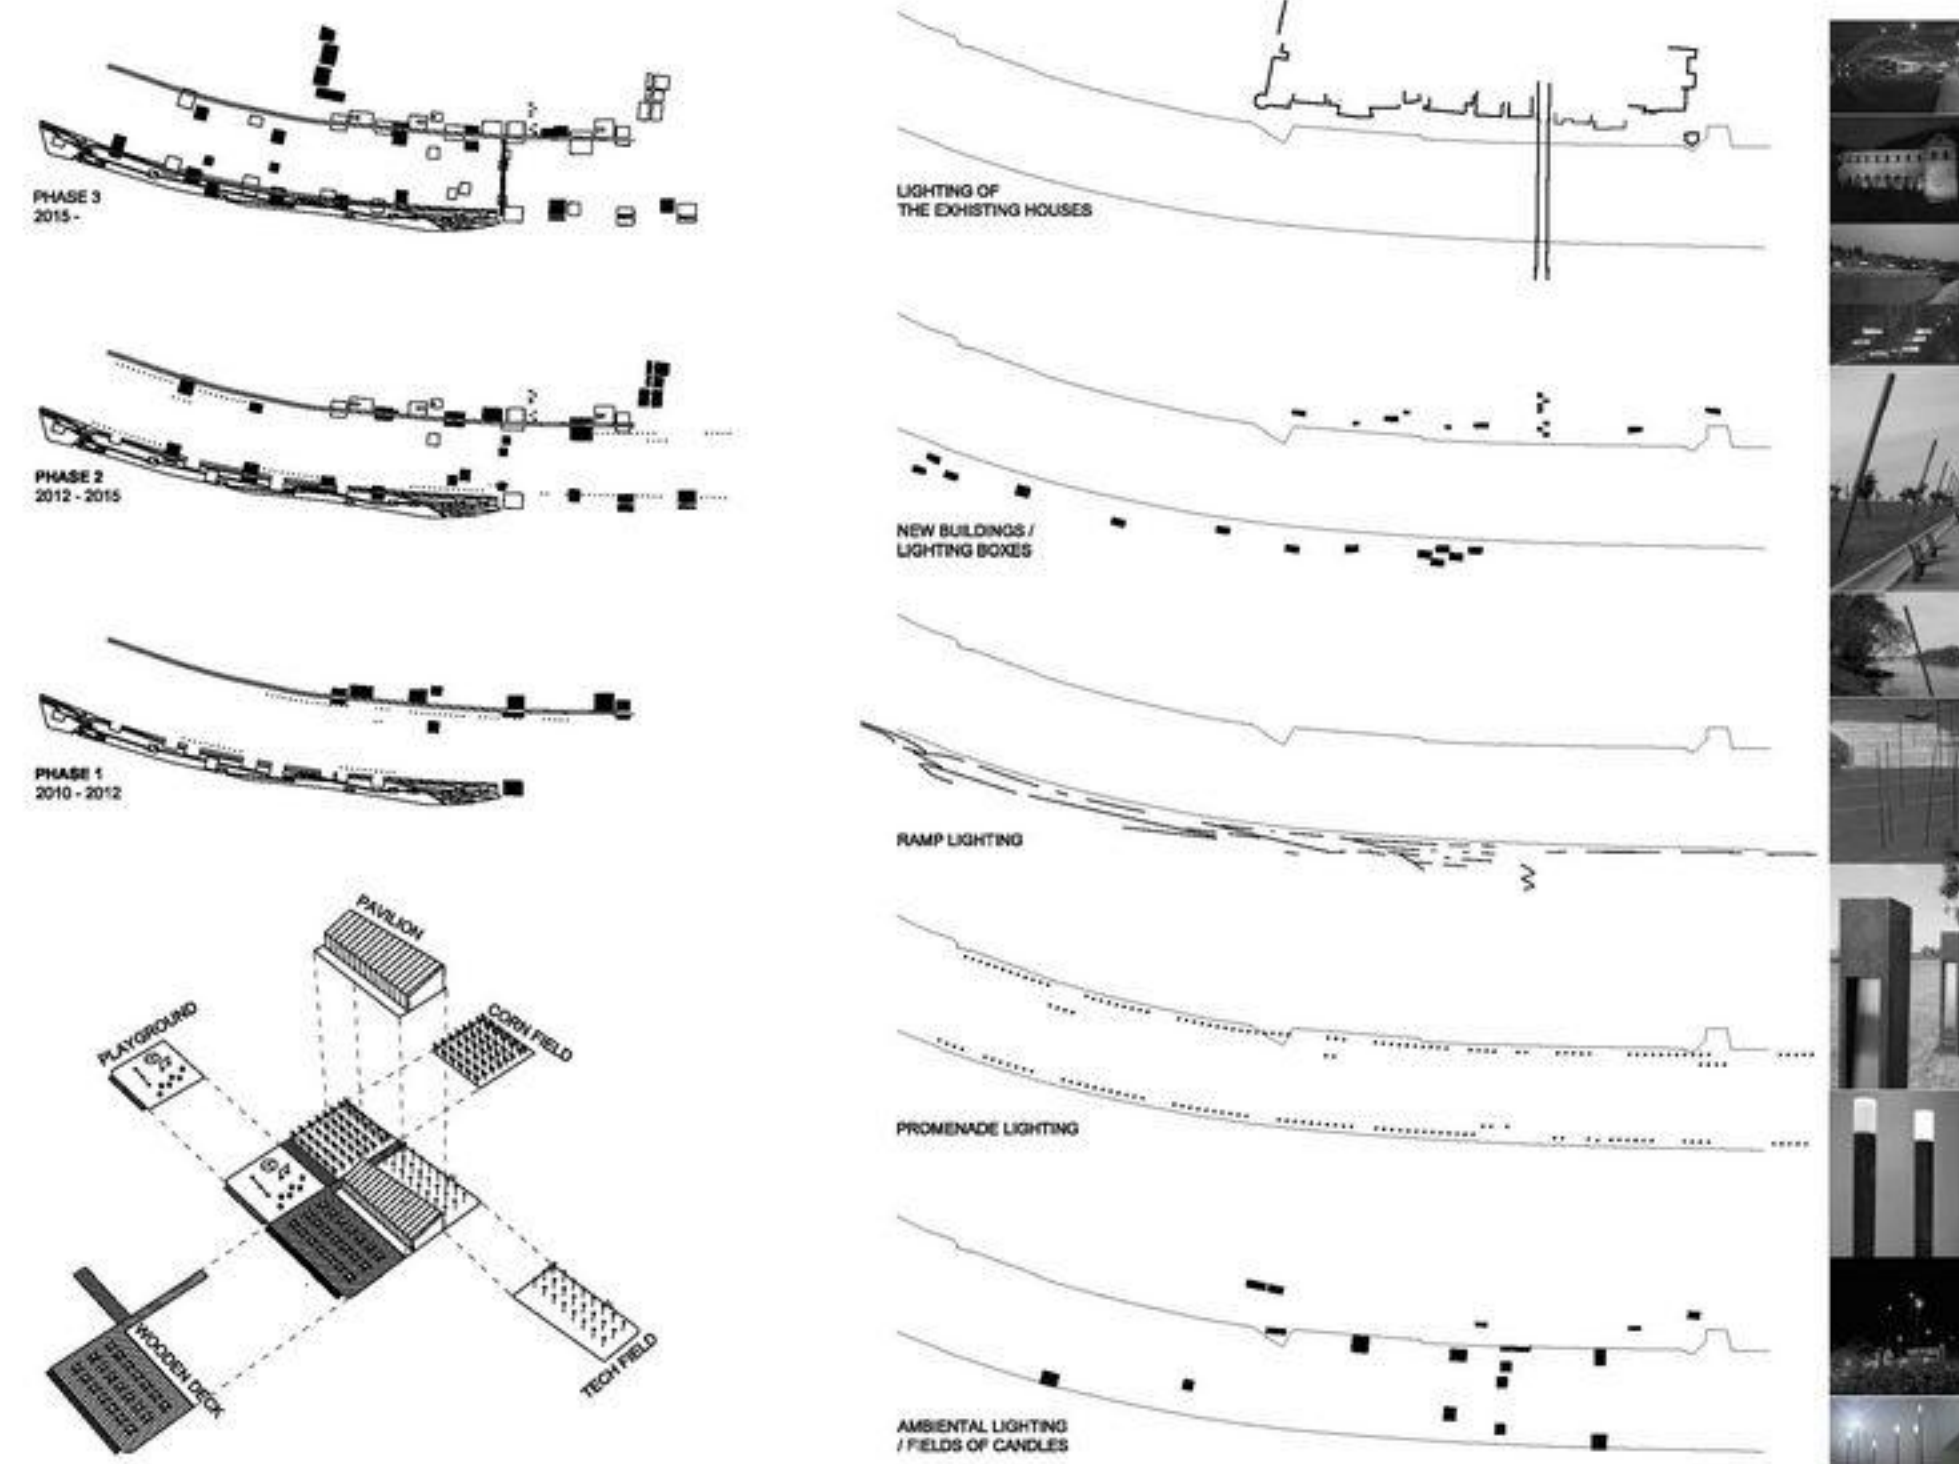 PHASE 3
2015 -
PHASE 2
2012 - 2015
PHASE 1
2010 - 2012
PAVILION
PLAYGROUND
CORN FIELD
WOODEN DECK
TECH FIELD
LIGHTING OF
THE EXHISTING HOUSES
NEW BUILDINGS /
LIGHTING BOXES
RAMP LIGHTING
PROMENADE LIGHTING
AMBIENTAL LIGHTING
/ FIELDS OF CANDLES